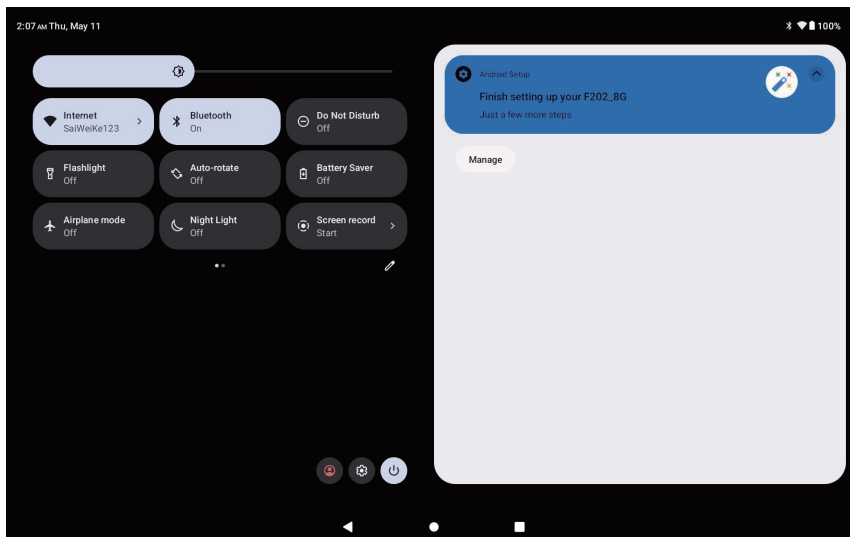 2:07 AM Thu, May 11
100%
Internet
SaiWeiKe123
Bluetooth
On
Do Not Disturb
Off
Flashlight
Off
Auto-rotate
Off
Battery Saver
Off
Airplane mode
Off
Night Light
Off
Screen record
Start
Android Setup
Finish setting up your F202_8G
Just a few more steps
Manage